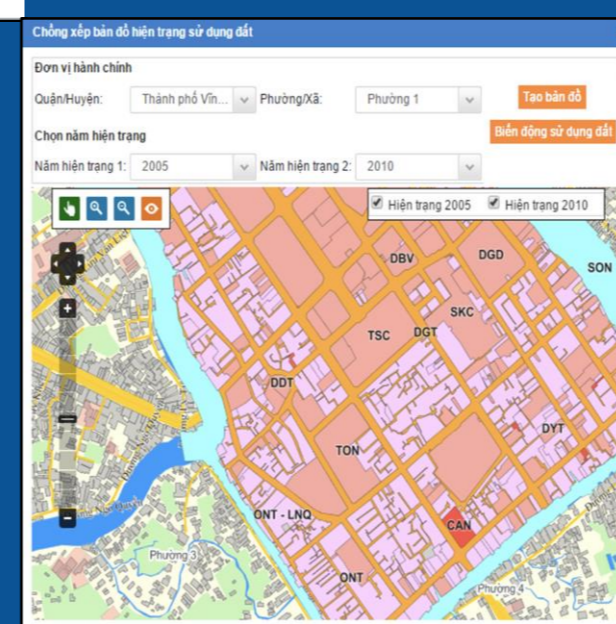 Chồng xếp bản đồ hiện trạng sử dụng đất
Đơn vị hành chính
Quận/Huyện: Thành phố Vĩn... Phường/Xã: Phường 1 Tạo bản đồ
Chọn năm hiện trạng Biến động sử dụng đất
Năm hiện trạng 1: 2005 Năm hiện trạng 2: 2010
Hiện trạng 2005 Hiện trạng 2010
DBV
DGD
SON
SKC
TSC
DGT
DDT
DYT
TON
ONT - LNQ
CAN
Phường 3
ONT
Phường 4